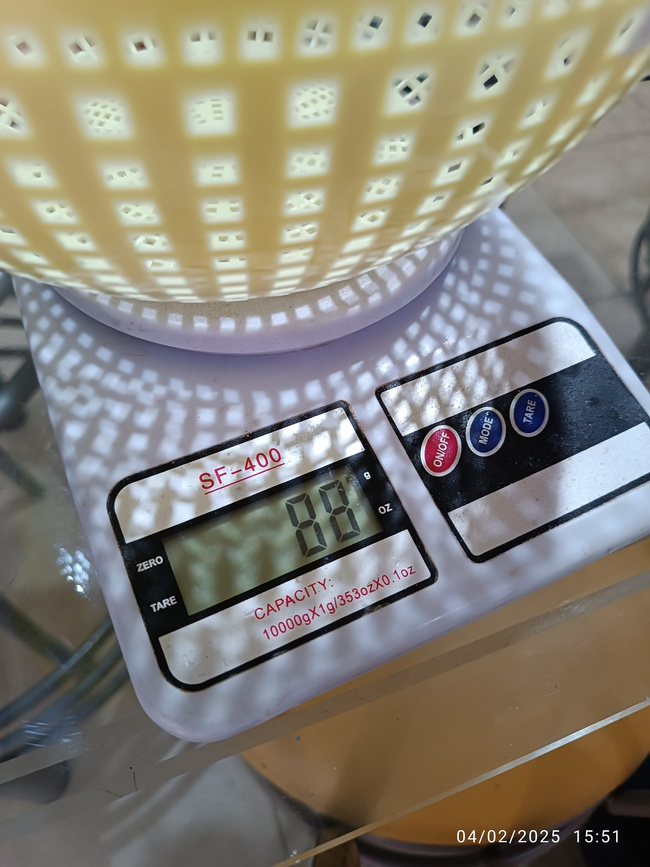 SF-400
88
g
OZ
ZERO
TARE
CAPACITY:
10000gX1g/353ozX0.1oz
ON/OFF
MODE
TARE
04/02/2025 15:51